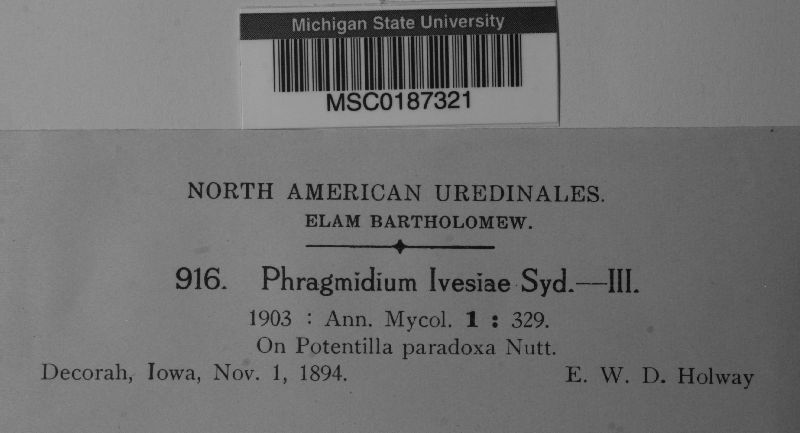 Michigan State University
MSC0187321
NORTH AMERICAN UREDINALES.
ELAM BARTHOLOMEW.
916. Phragmidium Ivesiae Syd.—III.
1903 : Ann. Mycol. 1 : 329.
On Potentilla paradoxa Nutt.
Decorah, Iowa, Nov. 1, 1894. E. W. D. Holway